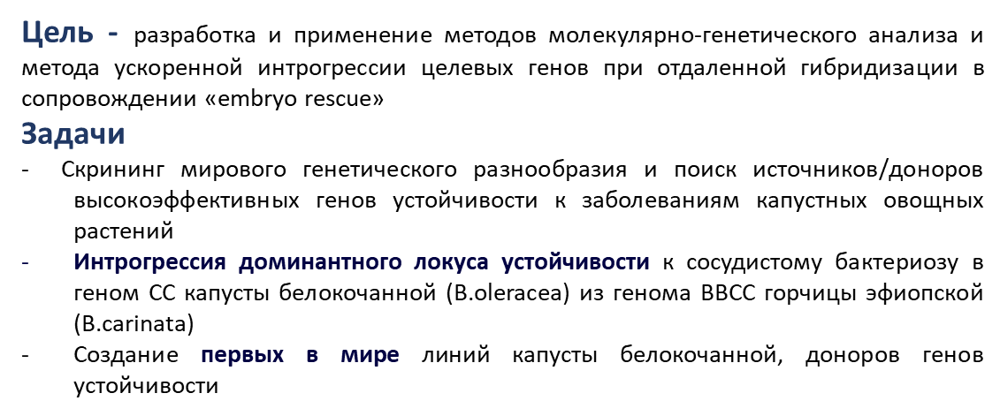 Цель - разработка и применение методов молекулярно-генетического анализа и
метода ускоренной интрогрессии целевых генов при отдаленной гибридизации в
сопровождении «embryo rescue»
Задачи
- Скрининг мирового генетического разнообразия и поиск источников/доноров
высокоэффективных генов устойчивости к заболеваниям капустных овощных
растений
- Интрогрессия доминантного локуса устойчивости к сосудистому бактериозу в
геном СС капусты белокочанной (B.oleracea) из генома ВВСС горчицы эфиопской
(B.carinata)
- Создание первых в мире линий капусты белокочанной, доноров генов
устойчивости